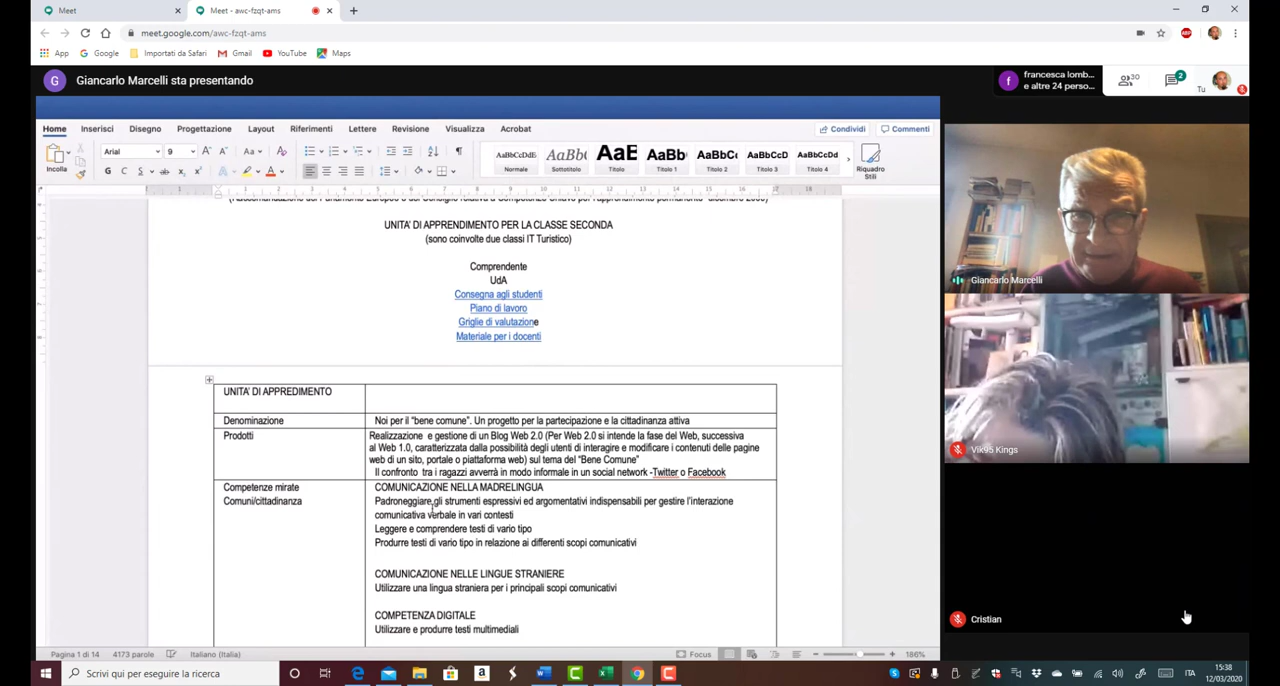 Meet
Meet - awc-fzqt-ams
meet.google.com/awc-fzqt-ams
App
Google
Importati da Safari
Gmail
YouTube
Maps
G
Giancarlo Marcelli sta presentando
f
francesca lomb...
e altre 24 perso...
30
2
Tu
Home
Inserisci
Disegno
Progettazione
Layout
Riferimenti
Lettere
Revisione
Visualizza
Acrobat
Condividi
Commenti
Incolla
Arial
9
AaBbCcDdE
Normale
AaBbC
Sottotitolo
AaE
Titolo
AaBb
Titolo 1
AaBbCc
Titolo 2
AaBbCcD
Titolo 3
AaBbCcDd
Titolo 4
Riquadro
Stili
UNITA' DI APPRENDIMENTO PER LA CLASSE SECONDA
(sono coinvolte due classi IT Turistico)
Comprendente
UdA
Consegna agli studenti
Piano di lavoro
Griglie di valutazione
Materiale per i docenti
UNITA' DI APPREDIMENTO
Denominazione
Noi per il "bene comune". Un progetto per la partecipazione e la cittadinanza attiva
Prodotti
Realizzazione e gestione di un Blog Web 2.0 (Per Web 2.0 si intende la fase del Web, successiva
al Web 1.0, caratterizzata dalla possibilità degli utenti di interagire e modificare i contenuti delle pagine
web di un sito, portale o piattaforma web) sul tema del "Bene Comune"
Il confronto tra i ragazzi avverrà in modo informale in un social network -Twitter o Facebook
Competenze mirate
Comuni/cittadinanza
COMUNICAZIONE NELLA MADRELINGUA
Padroneggiare gli strumenti espressivi ed argomentativi indispensabili per gestire l'interazione
comunicativa verbale in vari contesti
Leggere e comprendere testi di vario tipo
Produrre testi di vario tipo in relazione ai differenti scopi comunicativi
COMUNICAZIONE NELLE LINGUE STRANIERE
Utilizzare una lingua straniera per i principali scopi comunicativi
COMPETENZA DIGITALE
Utilizzare e produrre testi multimediali
Giancarlo Marcelli
Vik95 Kings
Cristian
Pagina 1 di 14
4173 parole
Italiano (Italia)
Focus
186%
Scrivi qui per eseguire la ricerca
ITA
15:38
12/03/2020